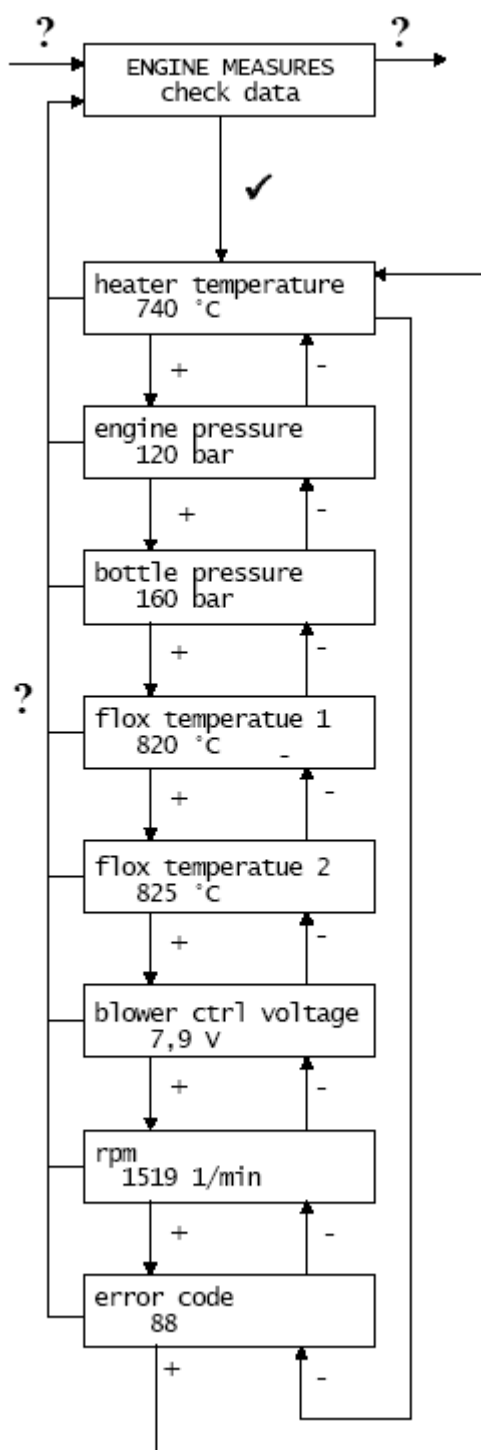 ? ?
ENGINE MEASURES
check data
✓
heater temperature
740 °C
+ -
engine pressure
120 bar
+ -
bottle pressure
160 bar
+ -
?
flox temperatue 1
820 °C
-
+ -
flox temperatue 2
825 °C
+ -
blower ctrl voltage
7,9 V
+ -
rpm
1519 1/min
+ -
error code
88
+ -